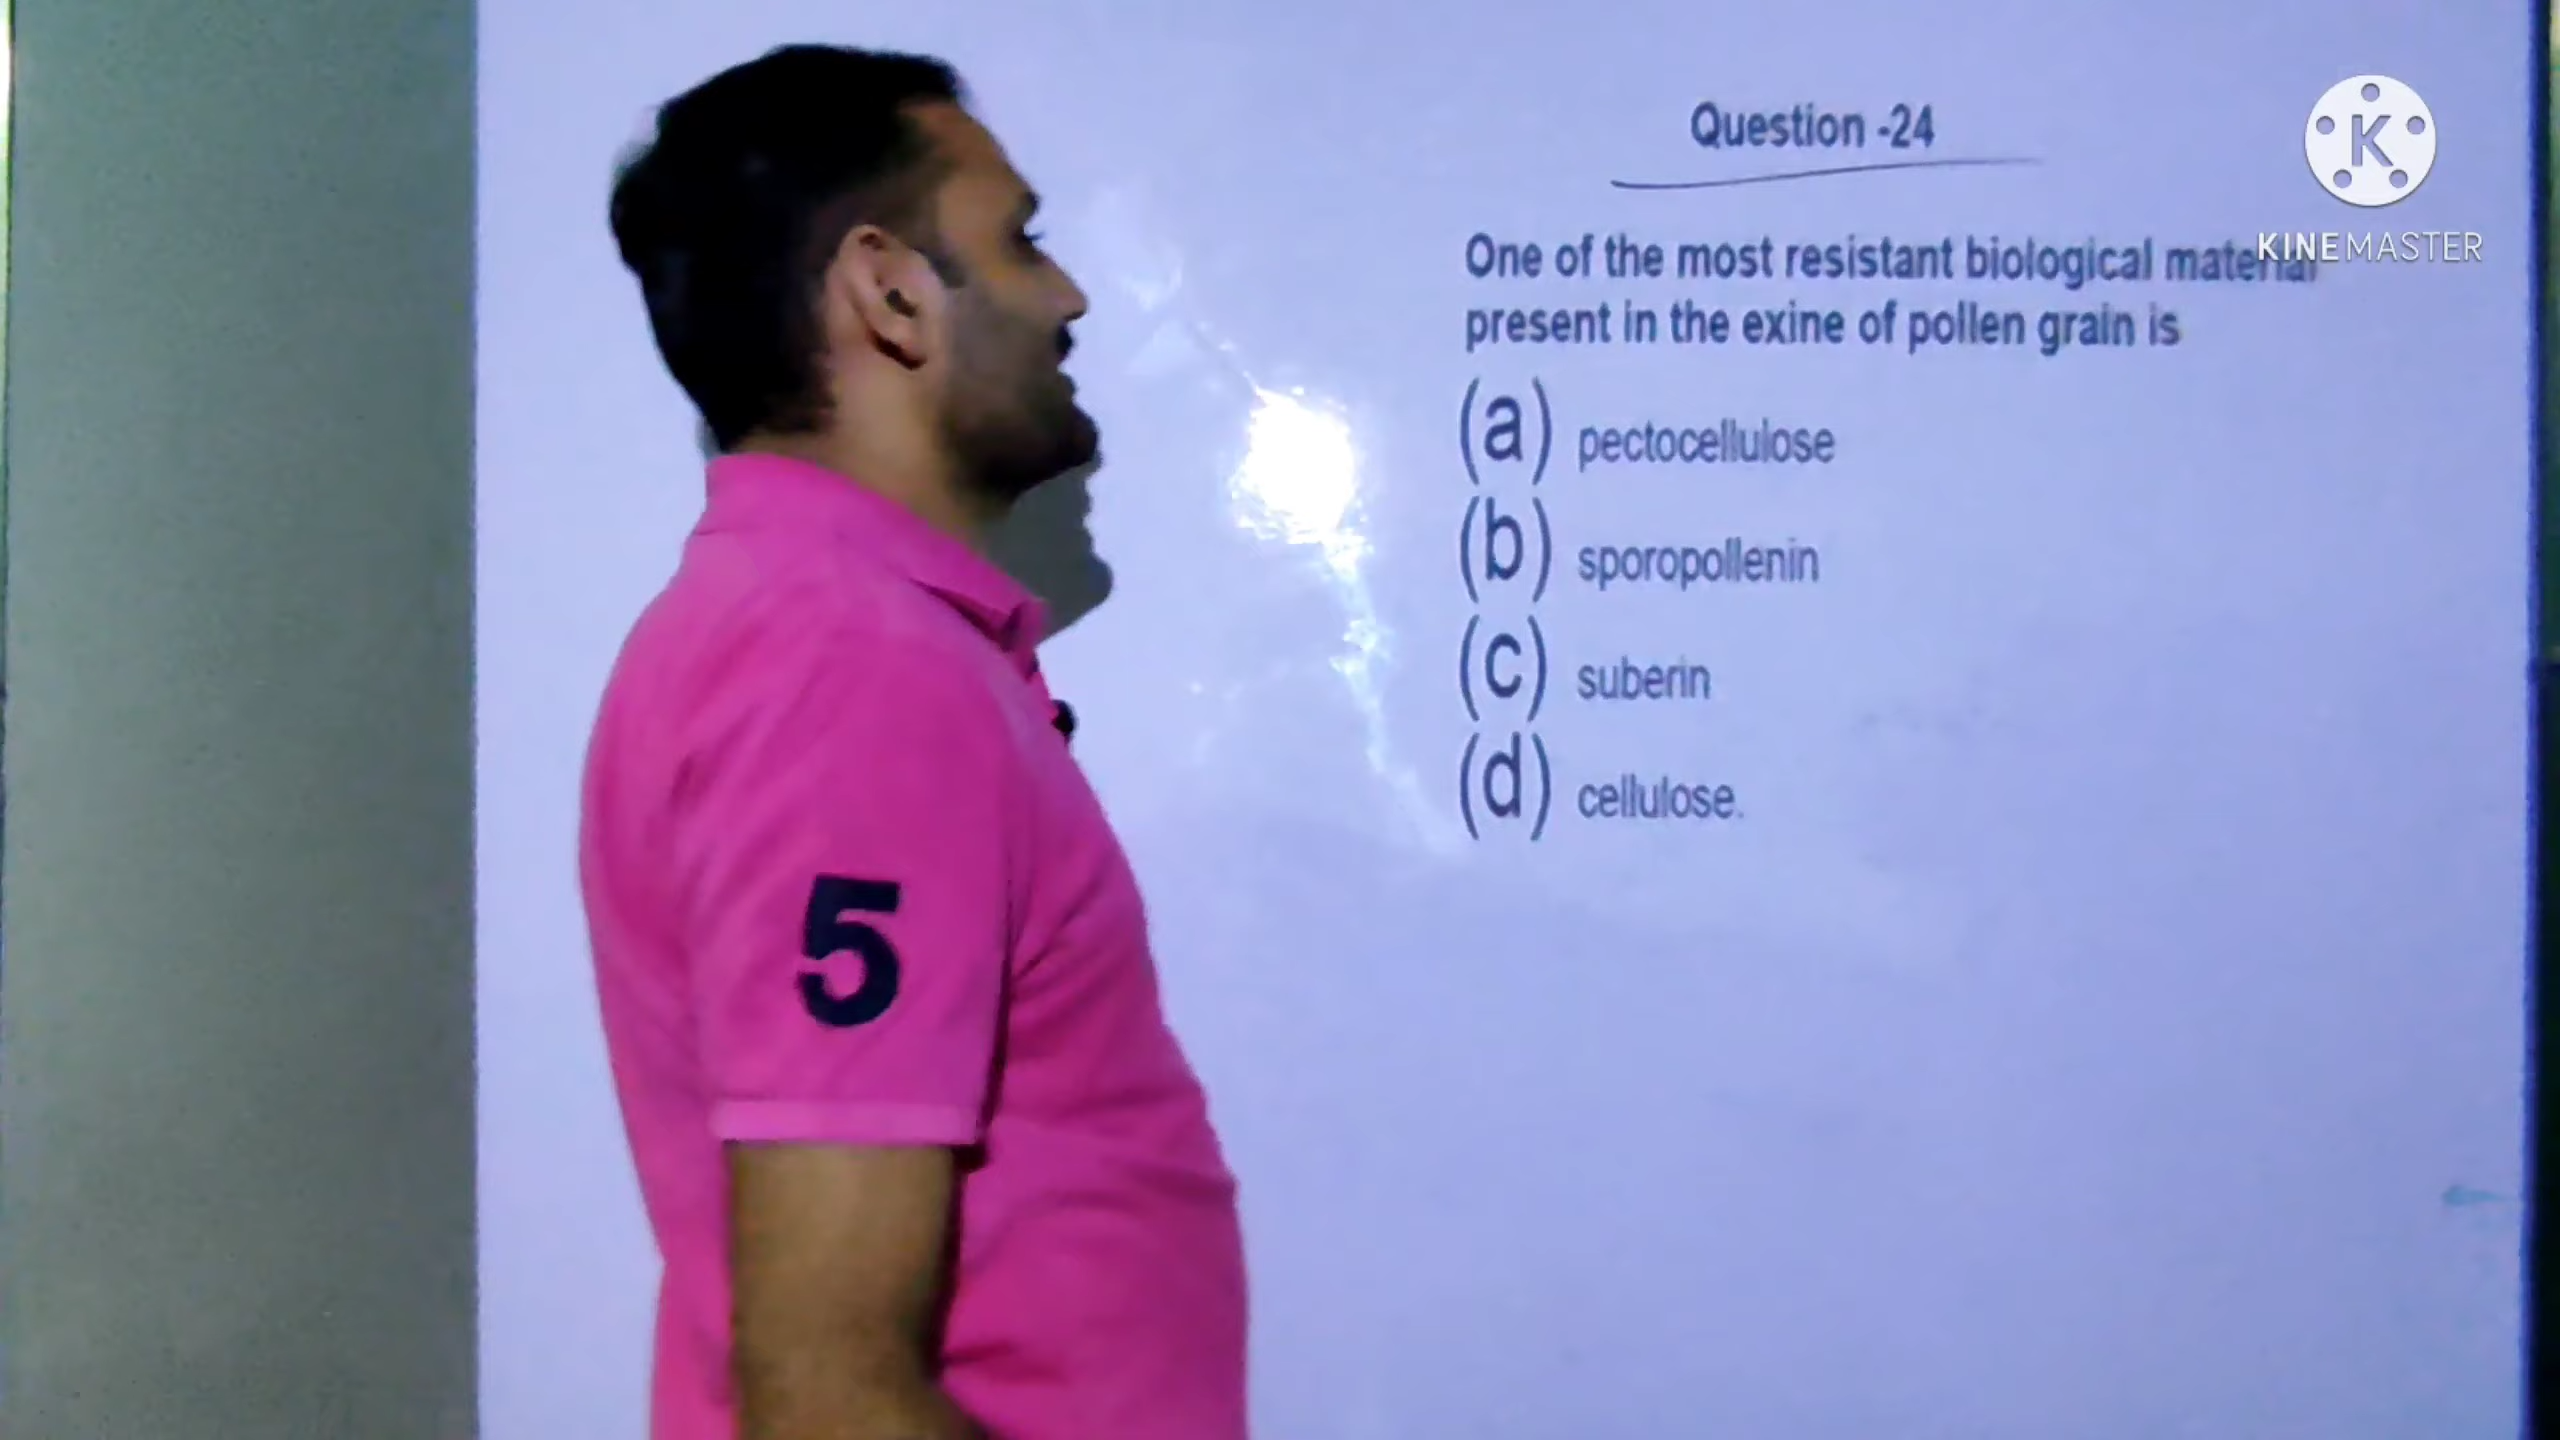 Question -24
K
KINEMASTER
One of the most resistant biological material
present in the exine of pollen grain is
(a) pectocellulose
(b) sporopollenin
(c) suberin
(d) cellulose.
5